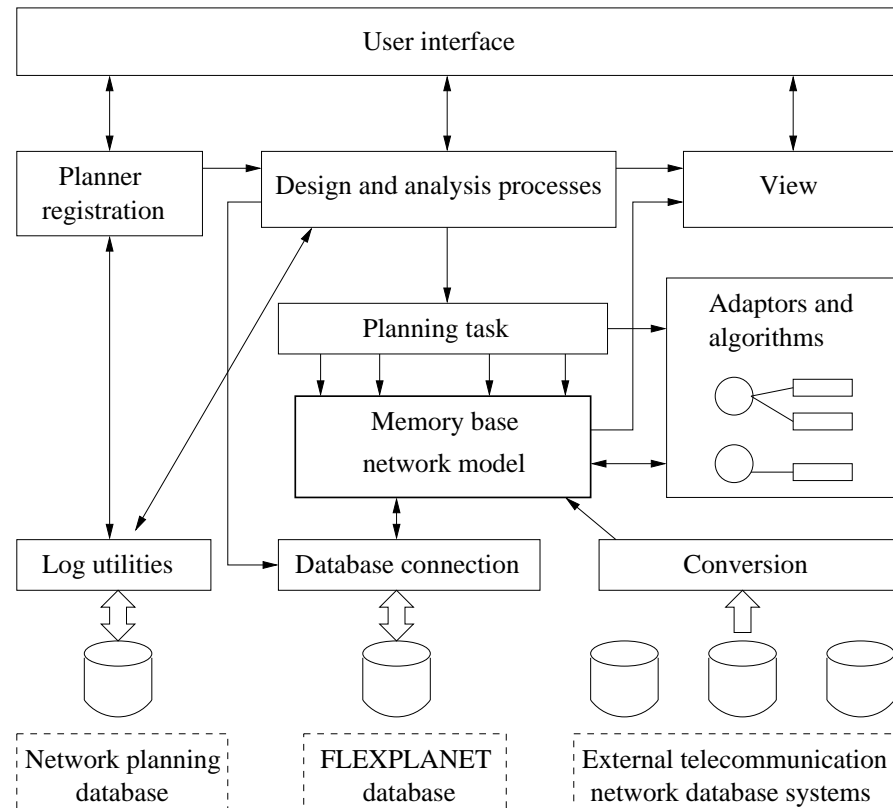 User interface
Planner
registration
Design and analysis processes
View
Planning task
Adaptors and
algorithms
Memory base
network model
Log utilities
Database connection
Conversion
Network planning
database
FLEXPLANET
database
External telecommunication
network database systems